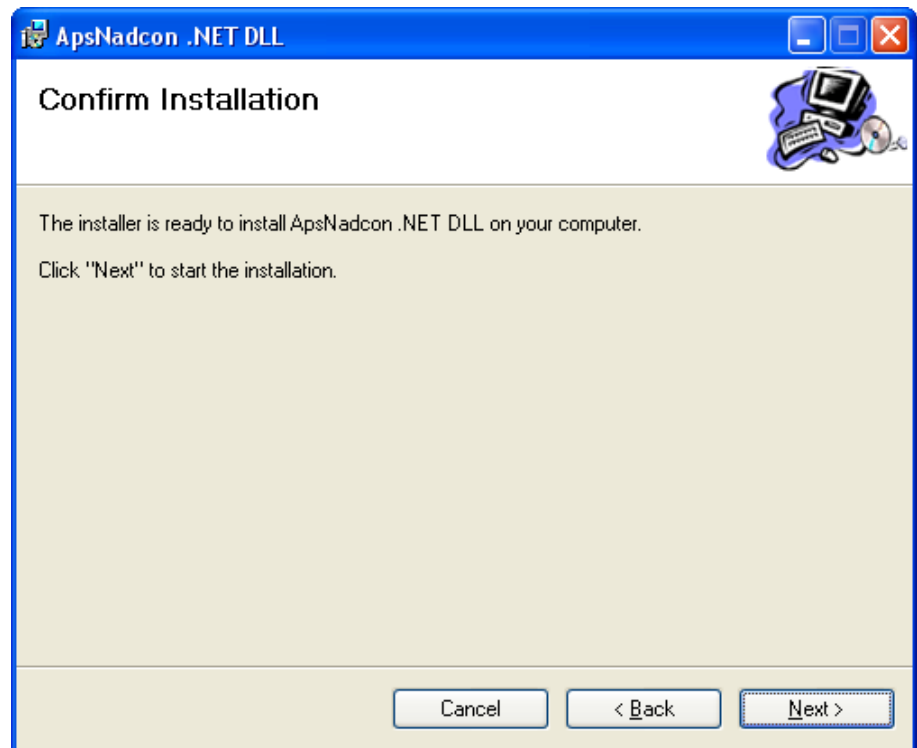 ApsNadcon .NET DLL
Confirm Installation
The installer is ready to install ApsNadcon .NET DLL on your computer.
Click "Next" to start the installation.
Cancel
< Back
Next >